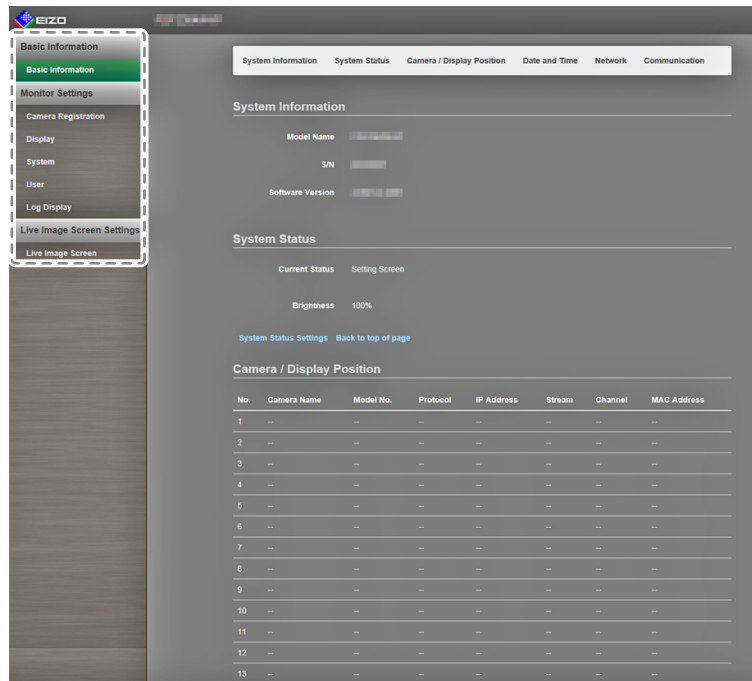 EIZO
Basic Information
Basic Information
Monitor Settings
Camera Registration
Display
System
User
Log Display
Live Image Screen Settings
Live Image Screen
System Information System Status Camera / Display Position Date and Time Network Communication
System Information
Model Name
S/N
Software Version
System Status
Current Status Setting Screen
Brightness 100%
System Status Settings Back to top of page
Camera / Display Position
No. Camera Name Model No. Protocol IP Address Stream Channel MAC Address
1 -- -- -- -- -- -- --
2 -- -- -- -- -- -- --
3 -- -- -- -- -- -- --
4 -- -- -- -- -- -- --
5 -- -- -- -- -- -- --
6 -- -- -- -- -- -- --
7 -- -- -- -- -- -- --
8 -- -- -- -- -- -- --
9 -- -- -- -- -- -- --
10 -- -- -- -- -- -- --
11 -- -- -- -- -- -- --
12 -- -- -- -- -- -- --
13 -- -- -- -- -- -- --